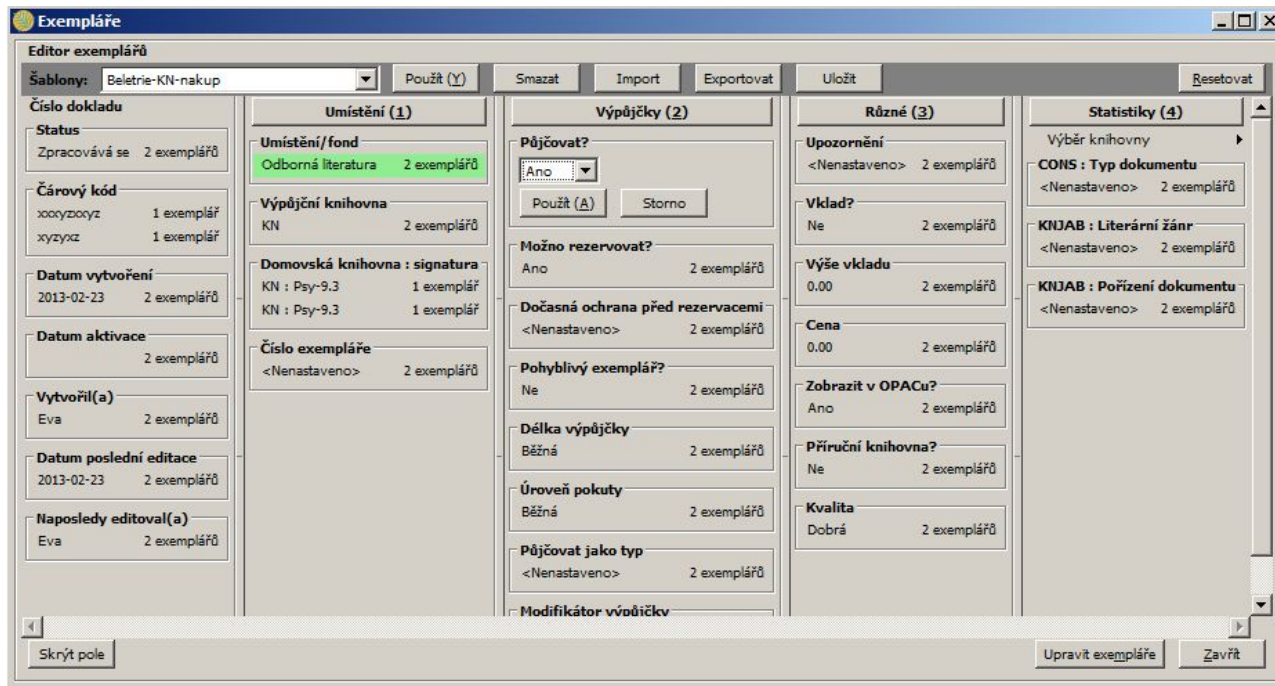 Exempláře
Editor exemplářů
Šablony: Beletrie-KN-nakup Použít (Y) Smazat Import Exportovat Uložit Resetovat
Číslo dokladu
Status
Zpracovává se 2 exemplářů
Čárový kód
xxxyzxxyz 1 exemplář
xyzyxz 1 exemplář
Datum vytvoření
2013-02-23 2 exemplářů
Datum aktivace
2 exemplářů
Vytvořil(a)
Eva 2 exemplářů
Datum poslední editace
2013-02-23 2 exemplářů
Naposledy editoval(a)
Eva 2 exemplářů
Umístění (1)
Umístění/fond
Odborná literatura 2 exemplářů
Výpůjční knihovna
KN 2 exemplářů
Domovská knihovna : signatura
KN : Psy-9.3 1 exemplář
KN : Psy-9.3 1 exemplář
Číslo exempláře
<Nenastaveno> 2 exemplářů
Výpůjčky (2)
Půjčovat?
Ano
Použít (A) Storno
Možno rezervovat?
Ano 2 exemplářů
Dočasná ochrana před rezervacemi
<Nenastaveno> 2 exemplářů
Pohyblivý exemplář?
Ne 2 exemplářů
Délka výpůjčky
Běžná 2 exemplářů
Úroveň pokuty
Běžná 2 exemplářů
Půjčovat jako typ
<Nenastaveno> 2 exemplářů
Modifikátor výpůjčky
Různé (3)
Upozornění
<Nenastaveno> 2 exemplářů
Vklad?
Ne 2 exemplářů
Výše vkladu
0.00 2 exemplářů
Cena
0.00 2 exemplářů
Zobrazit v OPACu?
Ano 2 exemplářů
Příruční knihovna?
Ne 2 exemplářů
Kvalita
Dobrá 2 exemplářů
Statistiky (4)
Výběr knihovny
CONS : Typ dokumentu
<Nenastaveno> 2 exemplářů
KNJAB : Literární žánr
<Nenastaveno> 2 exemplářů
KNJAB : Pořízení dokumentu
<Nenastaveno> 2 exemplářů
Skrýt pole Upravit exempláře Zavřít